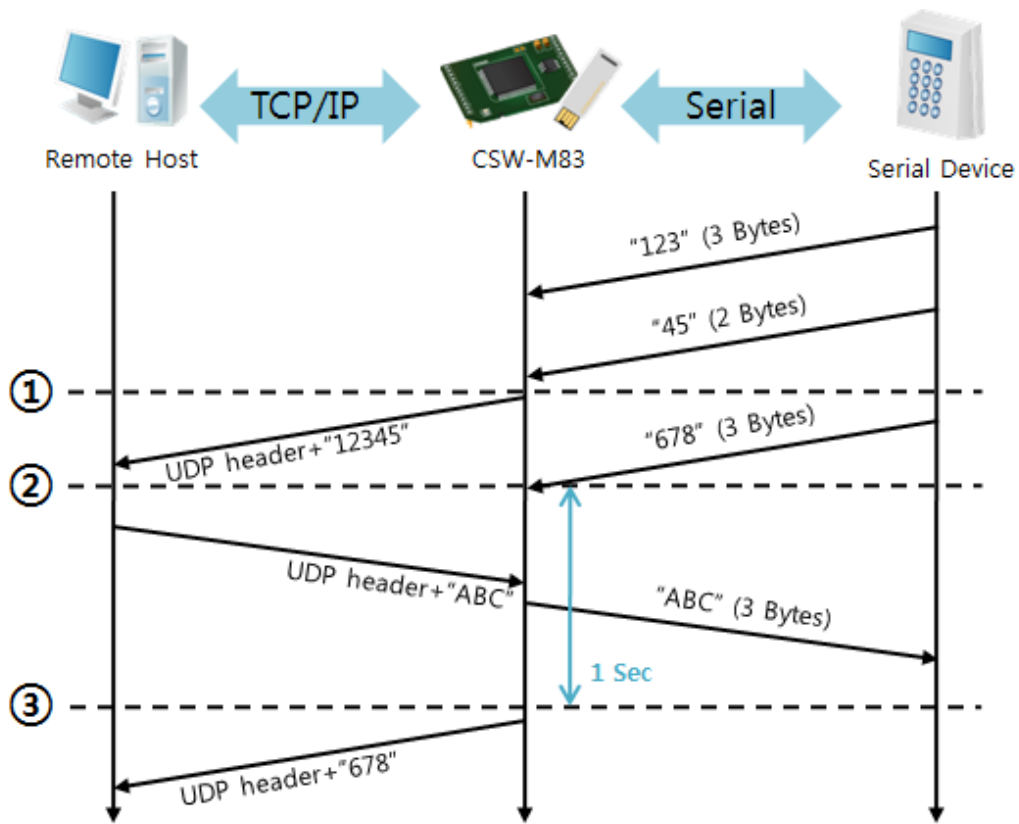 TCP/IP
Serial
Remote Host
CSW-M83
Serial Device
“123” (3 Bytes)
“45” (2 Bytes)
①
UDP header+“12345”
“678” (3 Bytes)
②
UDP header+“ABC”
“ABC” (3 Bytes)
1 Sec
③
UDP header+“678”